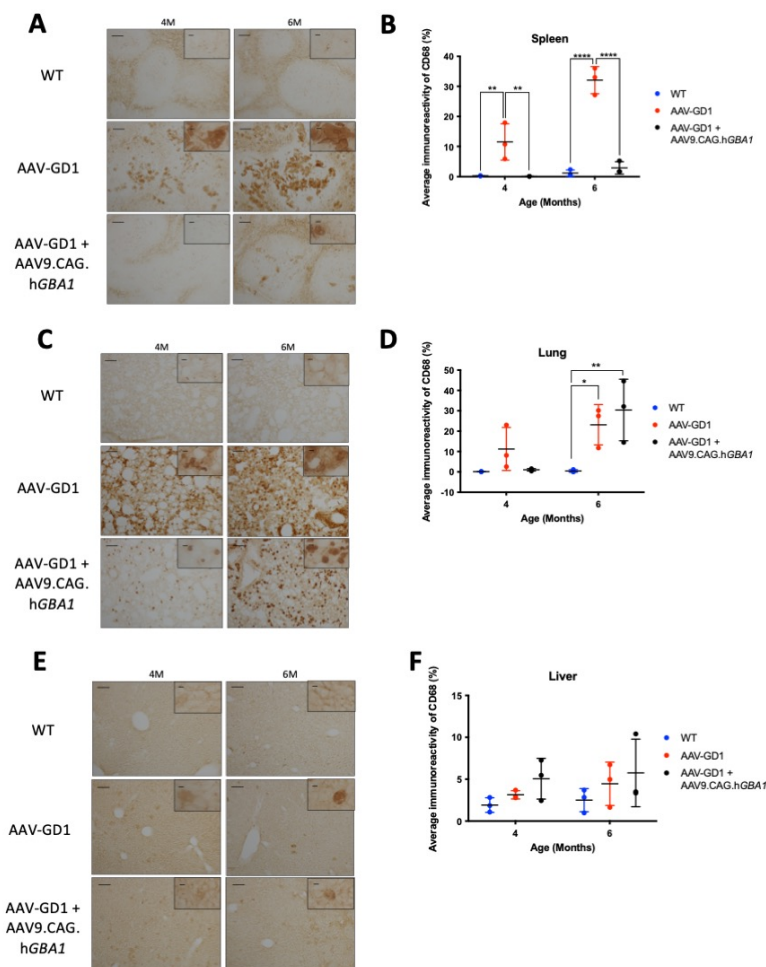 A
4M
6M
WT
AAV-GD1
AAV-GD1 +
AAV9.CAG.
hGBA1
B
Spleen
Average immunoreactivity of CD68 (%)
40
30
20
10
0
**
**
****
****
4
6
Age (Months)
WT
AAV-GD1
AAV-GD1 +
AAV9.CAG.hGBA1
C
4M
6M
WT
AAV-GD1
AAV-GD1 +
AAV9.CAG.
hGBA1
D
Lung
Average immunoreactivity of CD68 (%)
50
40
30
20
10
0
-10
*
**
4
6
Age (Months)
WT
AAV-GD1
AAV-GD1 +
AAV9.CAG.hGBA1
E
4M
6M
WT
AAV-GD1
AAV-GD1 +
AAV9.CAG.
hGBA1
F
Liver
Average immunoreactivity of CD68 (%)
15
10
5
0
4
6
Age (Months)
WT
AAV-GD1
AAV-GD1 +
AAV9.CAG.hGBA1